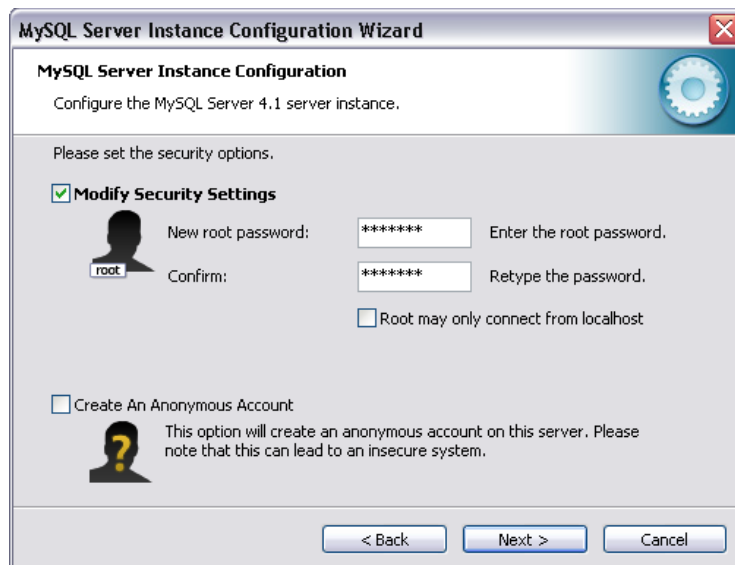 MySQL Server Instance Configuration Wizard
MySQL Server Instance Configuration
Configure the MySQL Server 4.1 server instance.
Please set the security options.
Modify Security Settings
New root password: ******* Enter the root password.
root
Confirm: ******* Retype the password.
Root may only connect from localhost
Create An Anonymous Account
This option will create an anonymous account on this server. Please
note that this can lead to an insecure system.
?
< Back Next > Cancel